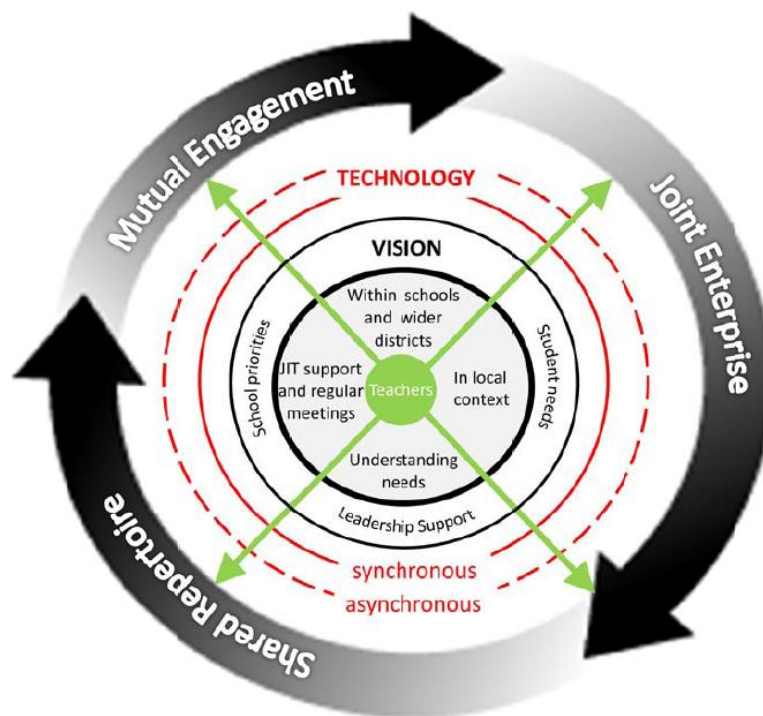 Mutual Engagement
Joint Enterprise
Shared Repertoire
TECHNOLOGY
VISION
Within schools
and wider
districts
School priorities
JIT support
and regular
meetings
Teachers
In local
context
Student needs
Understanding
needs
Leadership Support
synchronous
asynchronous